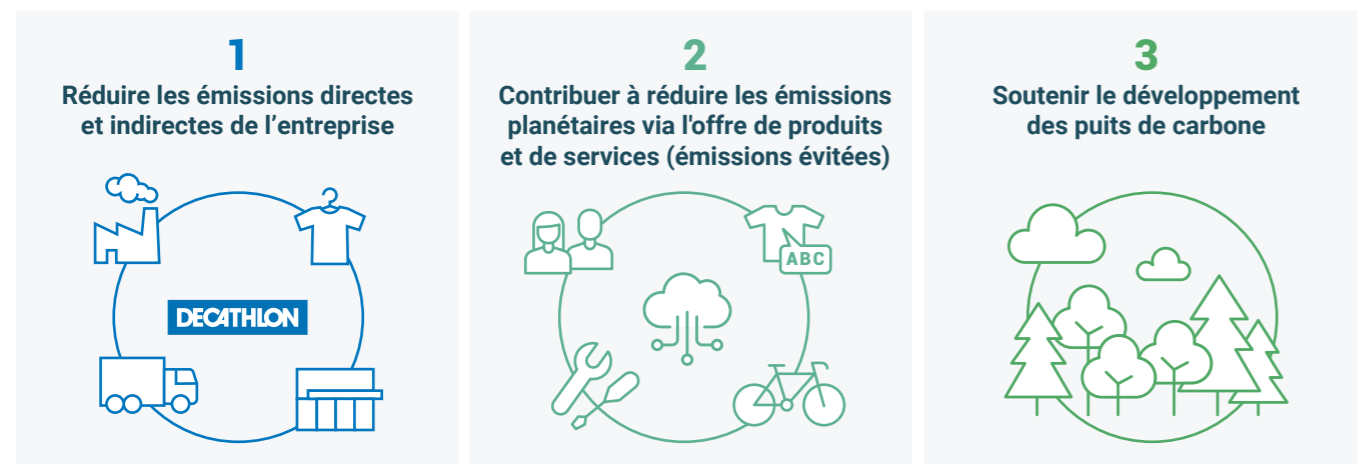 1
Réduire les émissions directes
et indirectes de l’entreprise
DECATHLON
2
Contribuer à réduire les émissions
planétaires via l'offre de produits
et de services (émissions évitées)
ABC
3
Soutenir le développement
des puits de carbone